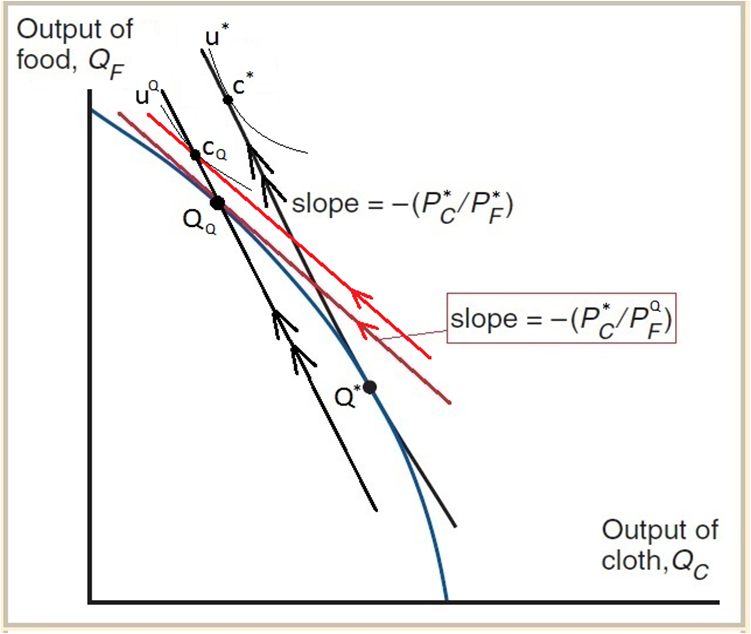 Output of
food, Q_F
u*
c*
u^Q
c_Q
Q_Q
slope = −(P*_C/P*_F)
slope = −(P*_C/P^Q_F)
Q*
Output of
cloth, Q_C